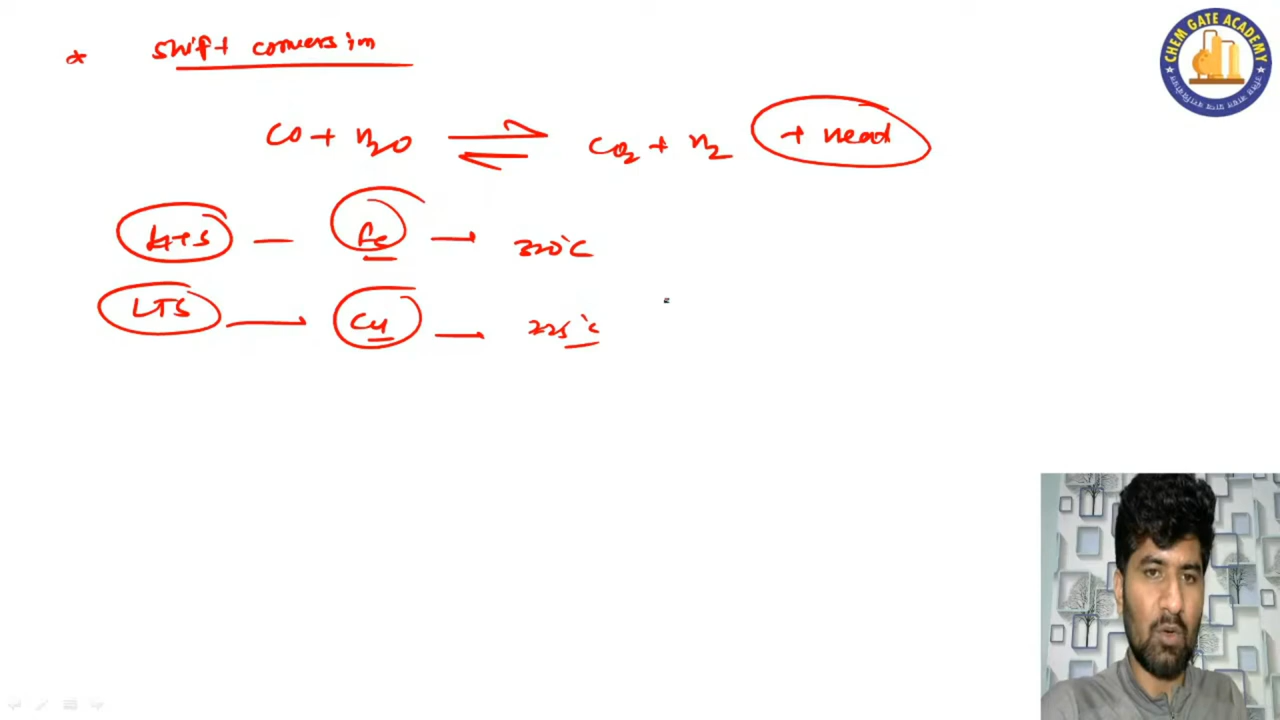 CHEM GATE ACADEMY
* Shift conversion
CO + H2O ⇌ CO2 + H2 + heat
HTS — Fe → 320°C
LTS → Cu → 225°C